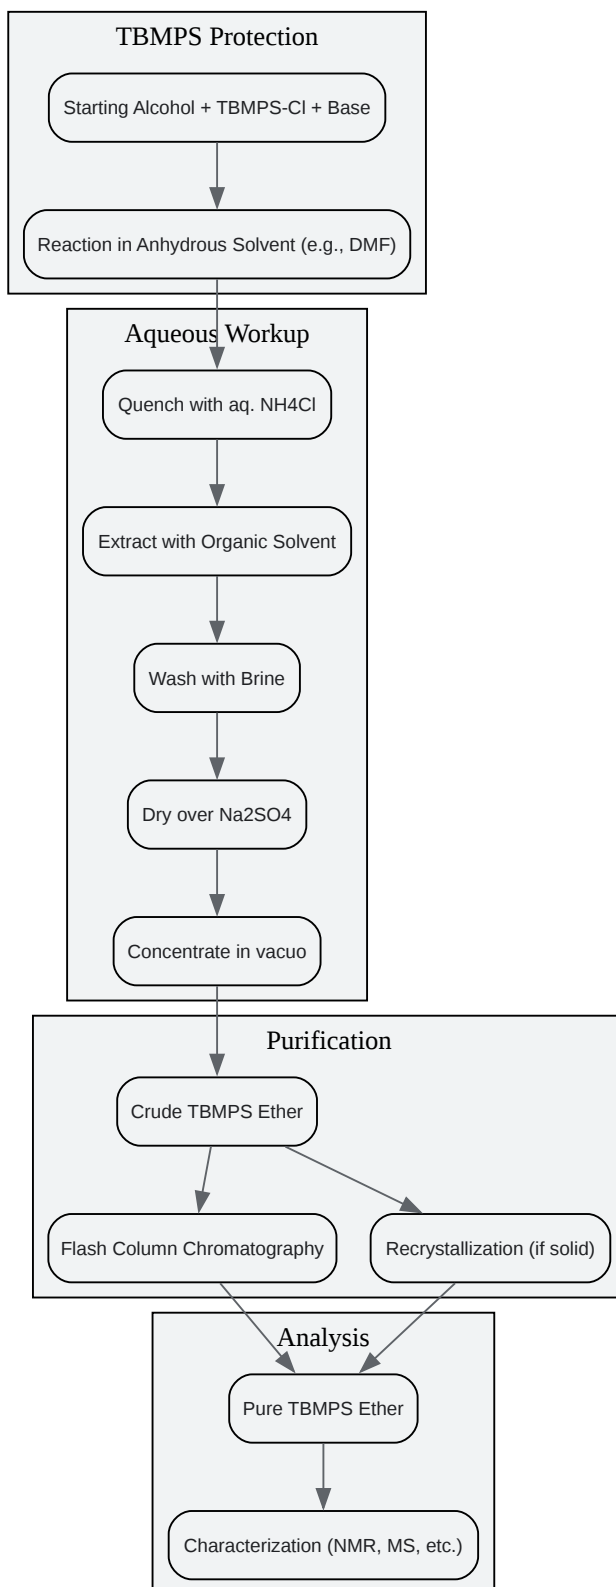 TBMPS Protection
Starting Alcohol + TBMPS-Cl + Base
Reaction in Anhydrous Solvent (e.g., DMF)
Aqueous Workup
Quench with aq. NH4Cl
Extract with Organic Solvent
Wash with Brine
Dry over Na2SO4
Concentrate in vacuo
Purification
Crude TBMPS Ether
Flash Column Chromatography
Recrystallization (if solid)
Analysis
Pure TBMPS Ether
Characterization (NMR, MS, etc.)